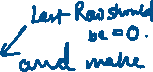 Last Row should
be = 0.
and make